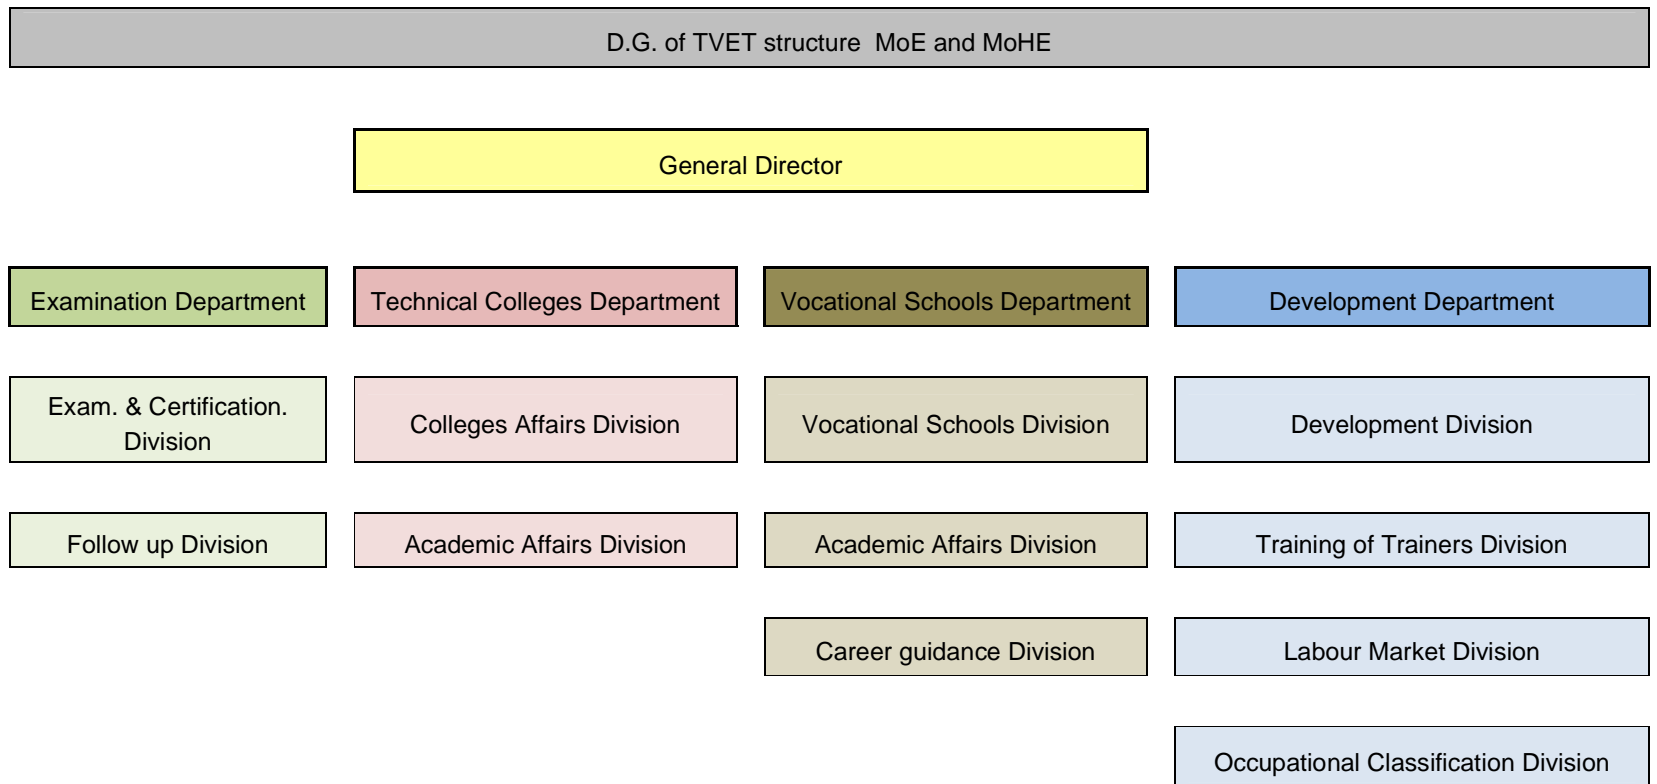 D.G. of TVET structure  MoE and MoHE
General Director
Examination Department
Technical Colleges Department
Vocational Schools Department
Development Department
Exam. & Certification.
Division
Colleges Affairs Division
Vocational Schools Division
Development Division
Follow up Division
Academic Affairs Division
Academic Affairs Division
Training of Trainers Division
Career guidance Division
Labour Market Division
Occupational Classification Division